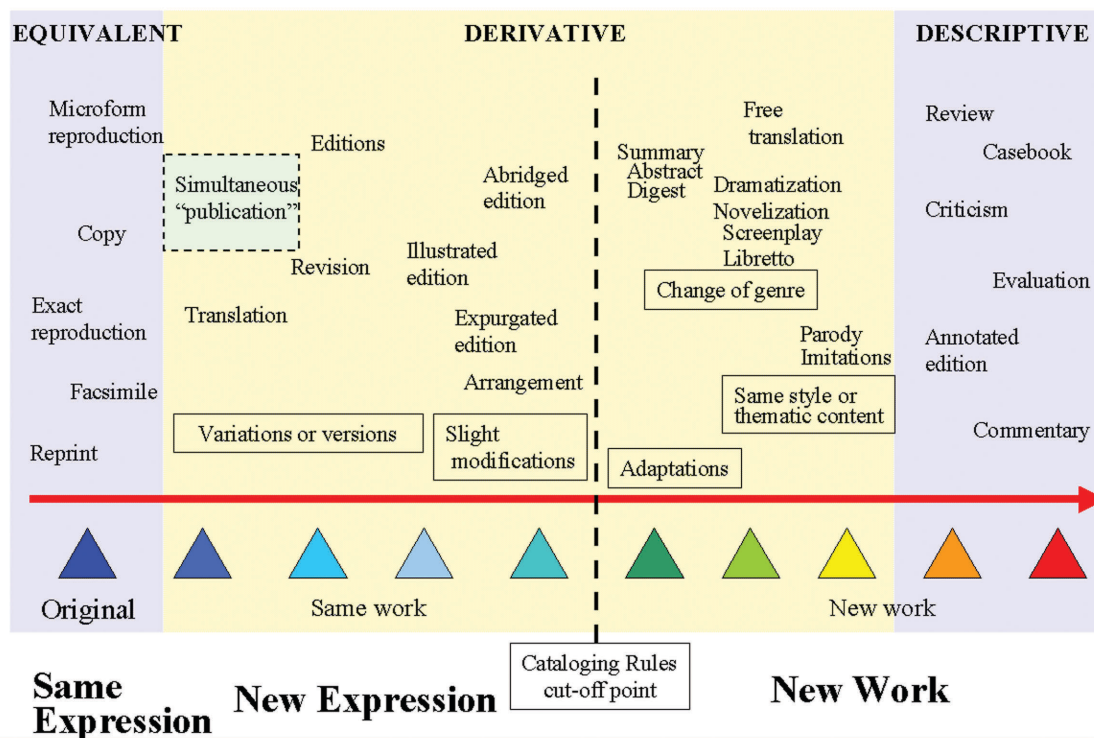 EQUIVALENT
DERIVATIVE
DESCRIPTIVE
Microform
reproduction
Simultaneous
“publication”
Copy
Exact
reproduction
Facsimile
Reprint
Editions
Revision
Translation
Abridged
edition
Illustrated
edition
Expurgated
edition
Arrangement
Variations or versions
Slight
modifications
Free
translation
Summary
Abstract
Digest
Dramatization
Novelization
Screenplay
Libretto
Change of genre
Parody
Imitations
Same style or
thematic content
Adaptations
Review
Casebook
Criticism
Evaluation
Annotated
edition
Commentary
Original
Same work
New work
Same
Expression
New Expression
Cataloging Rules
cut-off point
New Work